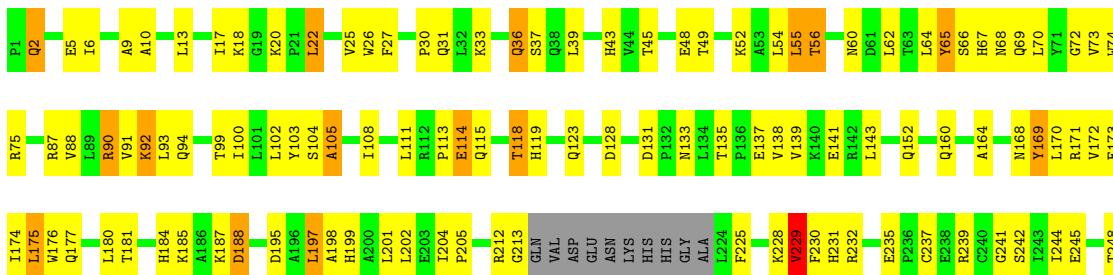 P1 Q2 E5 I6 A9 A10 L13 I17 K18 G19 K20 P21 L22 V25 W26 F27 P30 Q31 L32 K33 Q36 S37 Q38 L39 H43 V44 T45 E48 T49 K52 A53 L54 L55 T56 N60 D61 L62 T63 L64 Y65 S66 H67 N68 Q69 L70 Y71 G72 V73
R75 R87 V88 L89 R90 V91 K92 L93 Q94 T99 I100 L101 L102 Y103 S104 A105 I108 L111 R112 P113 E114 Q115 T118 H119 Q123 D128 D131 P132 N133 L134 T135 P136 E137 V138 V139 K140 E141 R142 L143 Q152 Q160 A164 N168 Y169 L170 R171 V172
I174 L175 W176 Q177 L180 T181 H184 K185 A186 K187 D188 D195 A196 L197 A198 H199 A200 L201 L202 E203 I204 P205 R212 G213 GLN VAL ASP GLU ASN LYS HIS HIS GLY ALA L224 F225 K228 V229 F230 H231 R232 E235 P236 C237 E238 R239 C240 G241 S242 I243 I244 E245